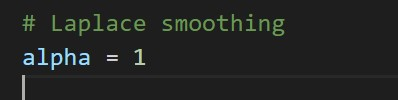 # Laplace smoothing
alpha = 1